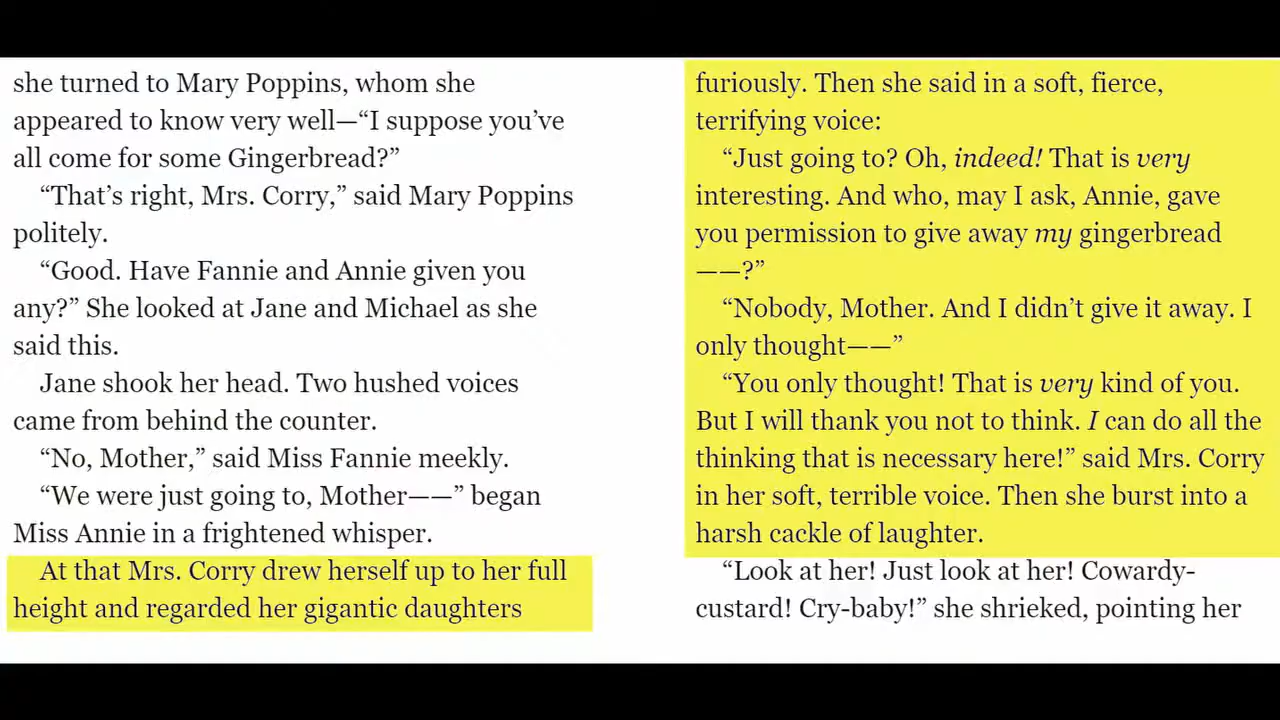 she turned to Mary Poppins, whom she
appeared to know very well—“I suppose you’ve
all come for some Gingerbread?”
“That’s right, Mrs. Corry,” said Mary Poppins
politely.
“Good. Have Fannie and Annie given you
any?” She looked at Jane and Michael as she
said this.
Jane shook her head. Two hushed voices
came from behind the counter.
“No, Mother,” said Miss Fannie meekly.
“We were just going to, Mother——” began
Miss Annie in a frightened whisper.
At that Mrs. Corry drew herself up to her full
height and regarded her gigantic daughters
furiously. Then she said in a soft, fierce,
terrifying voice:
“Just going to? Oh, indeed! That is very
interesting. And who, may I ask, Annie, gave
you permission to give away my gingerbread
——?”
“Nobody, Mother. And I didn’t give it away. I
only thought——”
“You only thought! That is very kind of you.
But I will thank you not to think. I can do all the
thinking that is necessary here!” said Mrs. Corry
in her soft, terrible voice. Then she burst into a
harsh cackle of laughter.
“Look at her! Just look at her! Cowardy-
custard! Cry-baby!” she shrieked, pointing her